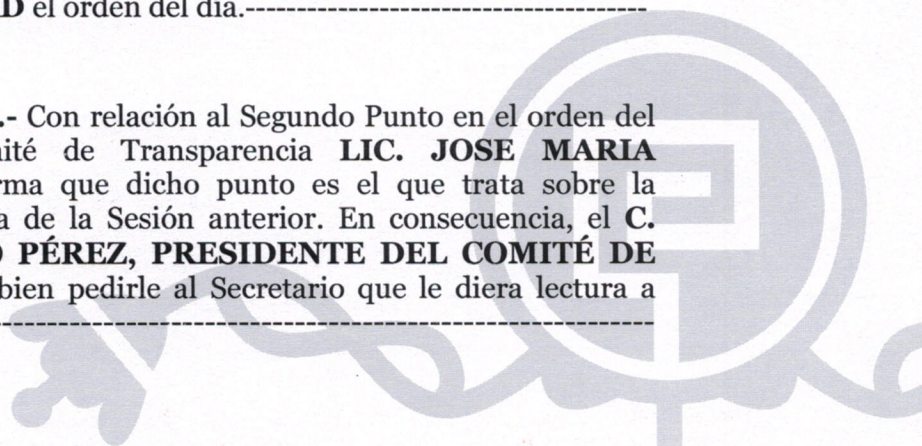 D el orden del día.-----------------------------------------
.- Con relación al Segundo Punto en el orden del
ité de Transparencia LIC. JOSE MARIA
rma que dicho punto es el que trata sobre la
a de la Sesión anterior. En consecuencia, el C.
PÉREZ, PRESIDENTE DEL COMITÉ DE
bien pedirle al Secretario que le diera lectura a
------------------------------------------------------------------